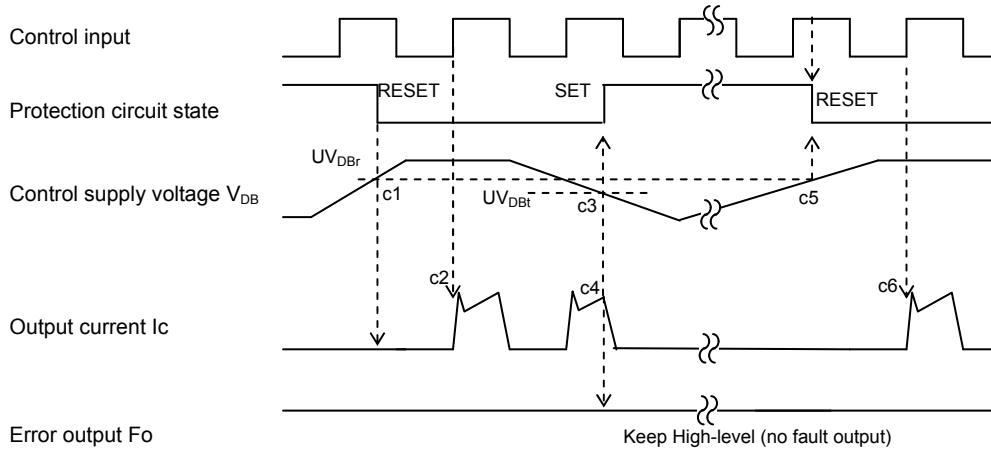 Control input
RESET
SET
RESET
Protection circuit state
UVDBr
Control supply voltage VDB
c1
UVDBt
c3
c5
c2
c4
c6
Output current Ic
Error output Fo
Keep High-level (no fault output)